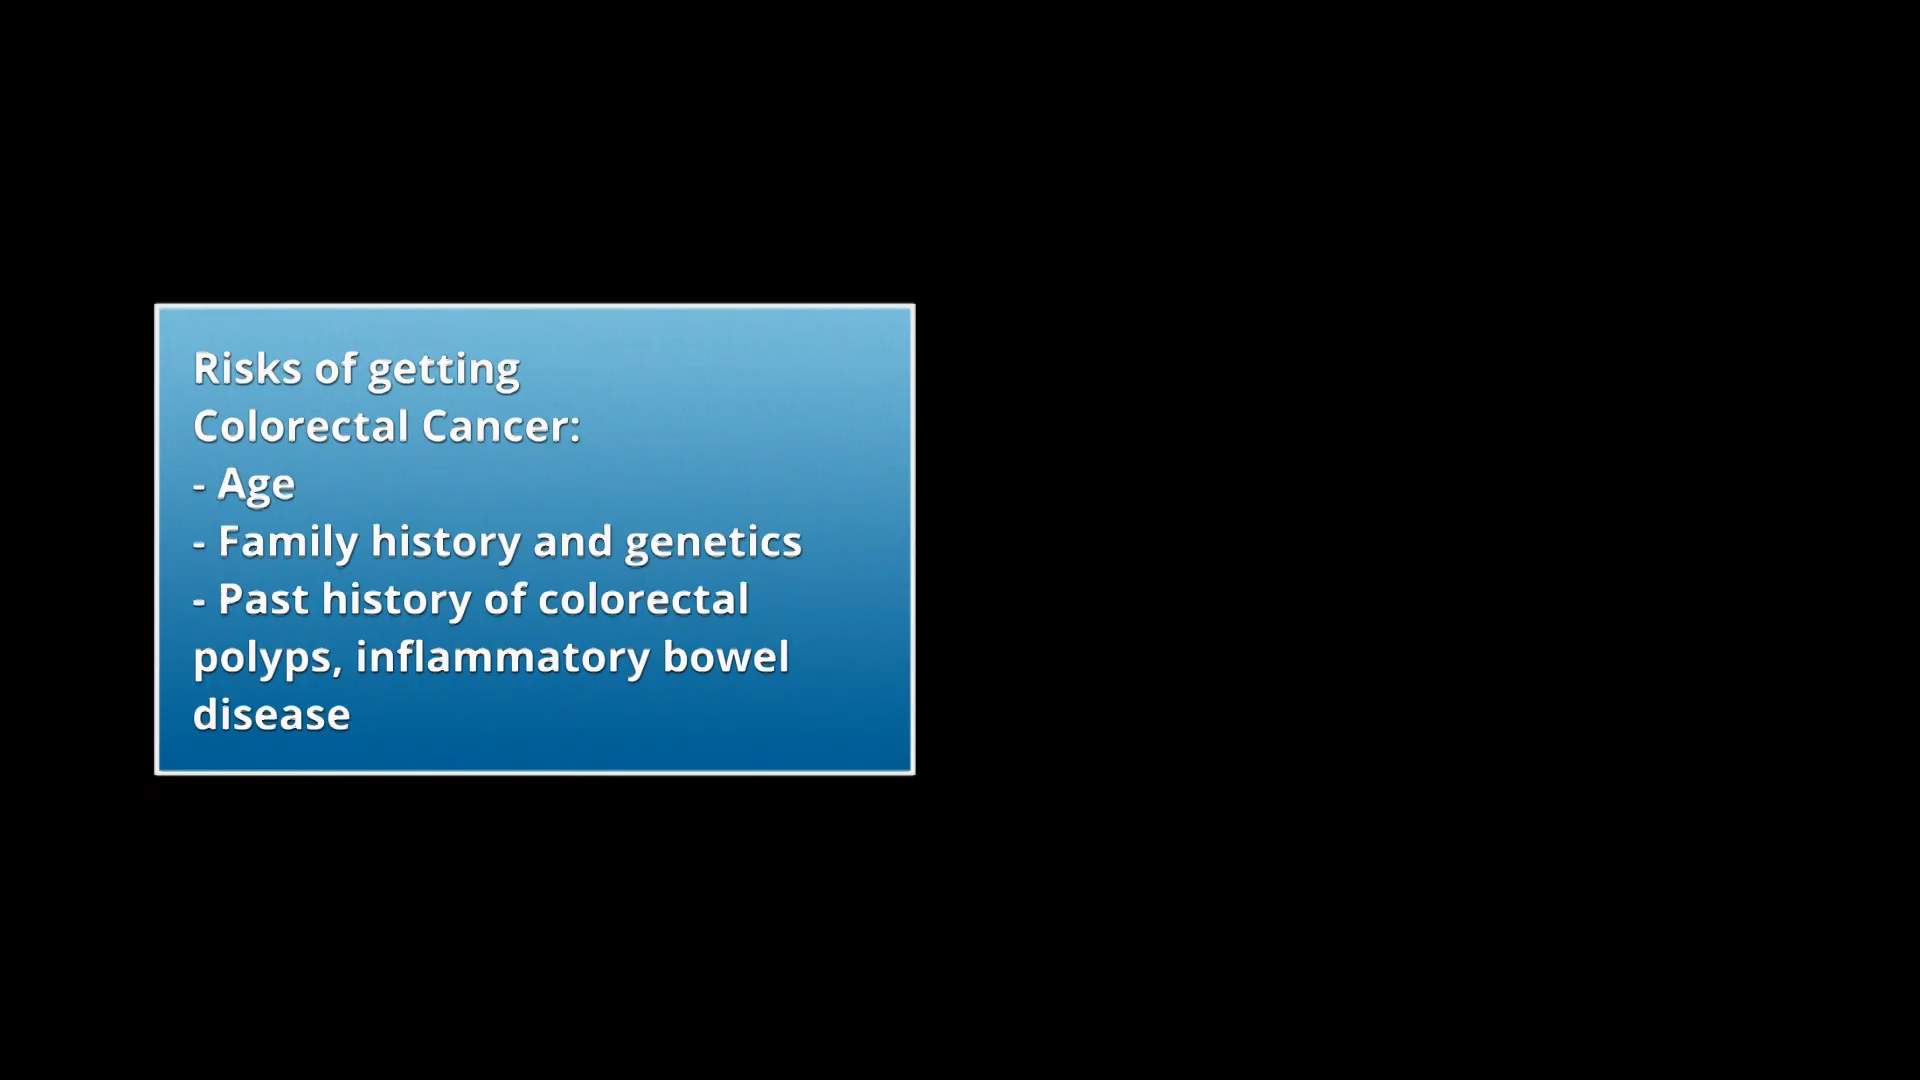 Risks of getting
Colorectal Cancer:
- Age
- Family history and genetics
- Past history of colorectal
polyps, inflammatory bowel
disease